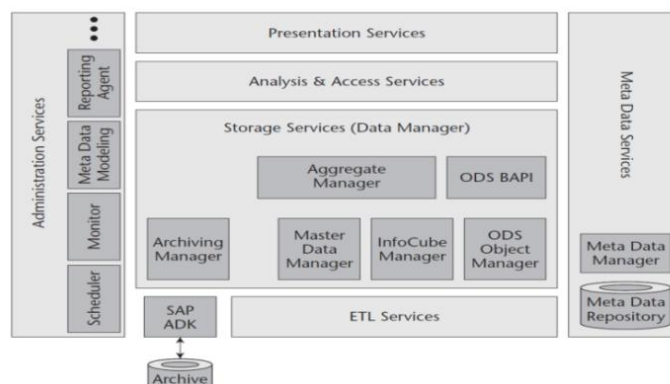 Administration Services
•••
Reporting
Agent
Meta Data
Modeling
Monitor
Scheduler
Presentation Services
Analysis & Access Services
Storage Services (Data Manager)
Aggregate
Manager
ODS BAPI
Archiving
Manager
Master
Data
Manager
InfoCube
Manager
ODS
Object
Manager
SAP
ADK
ETL Services
Archive
Meta Data Services
Meta Data
Manager
Meta Data
Repository